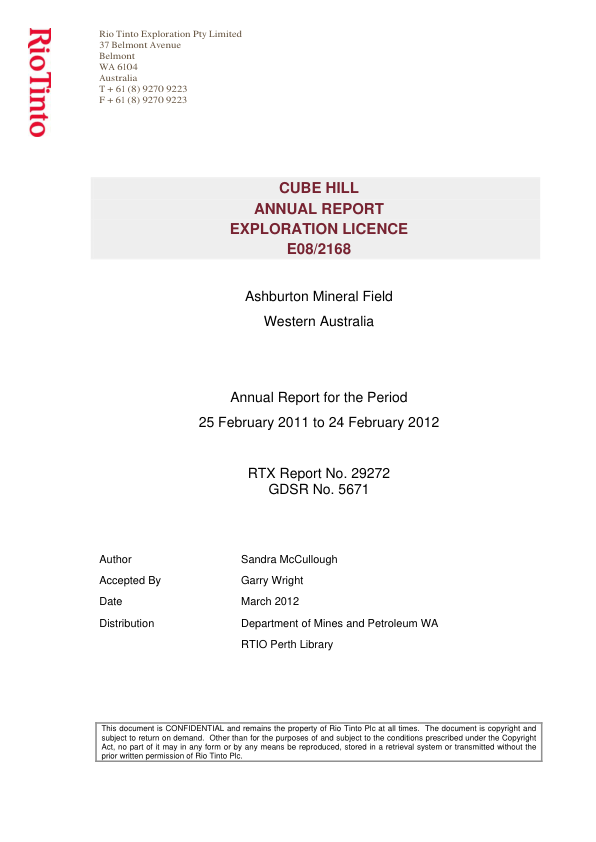 RioTinto
Rio Tinto Exploration Pty Limited
37 Belmont Avenue
Belmont
WA 6104
Australia
T + 61 (8) 9270 9223
F + 61 (8) 9270 9223
CUBE HILL
ANNUAL REPORT
EXPLORATION LICENCE
E08/2168
Ashburton Mineral Field
Western Australia
Annual Report for the Period
25 February 2011 to 24 February 2012
RTX Report No. 29272
GDSR No. 5671
Author Sandra McCullough
Accepted By Garry Wright
Date March 2012
Distribution Department of Mines and Petroleum WA
RTIO Perth Library
This document is CONFIDENTIAL and remains the property of Rio Tinto Plc at all times. The document is copyright and
subject to return on demand. Other than for the purposes of and subject to the conditions prescribed under the Copyright
Act, no part of it may in any form or by any means be reproduced, stored in a retrieval system or transmitted without the
prior written permission of Rio Tinto Plc.